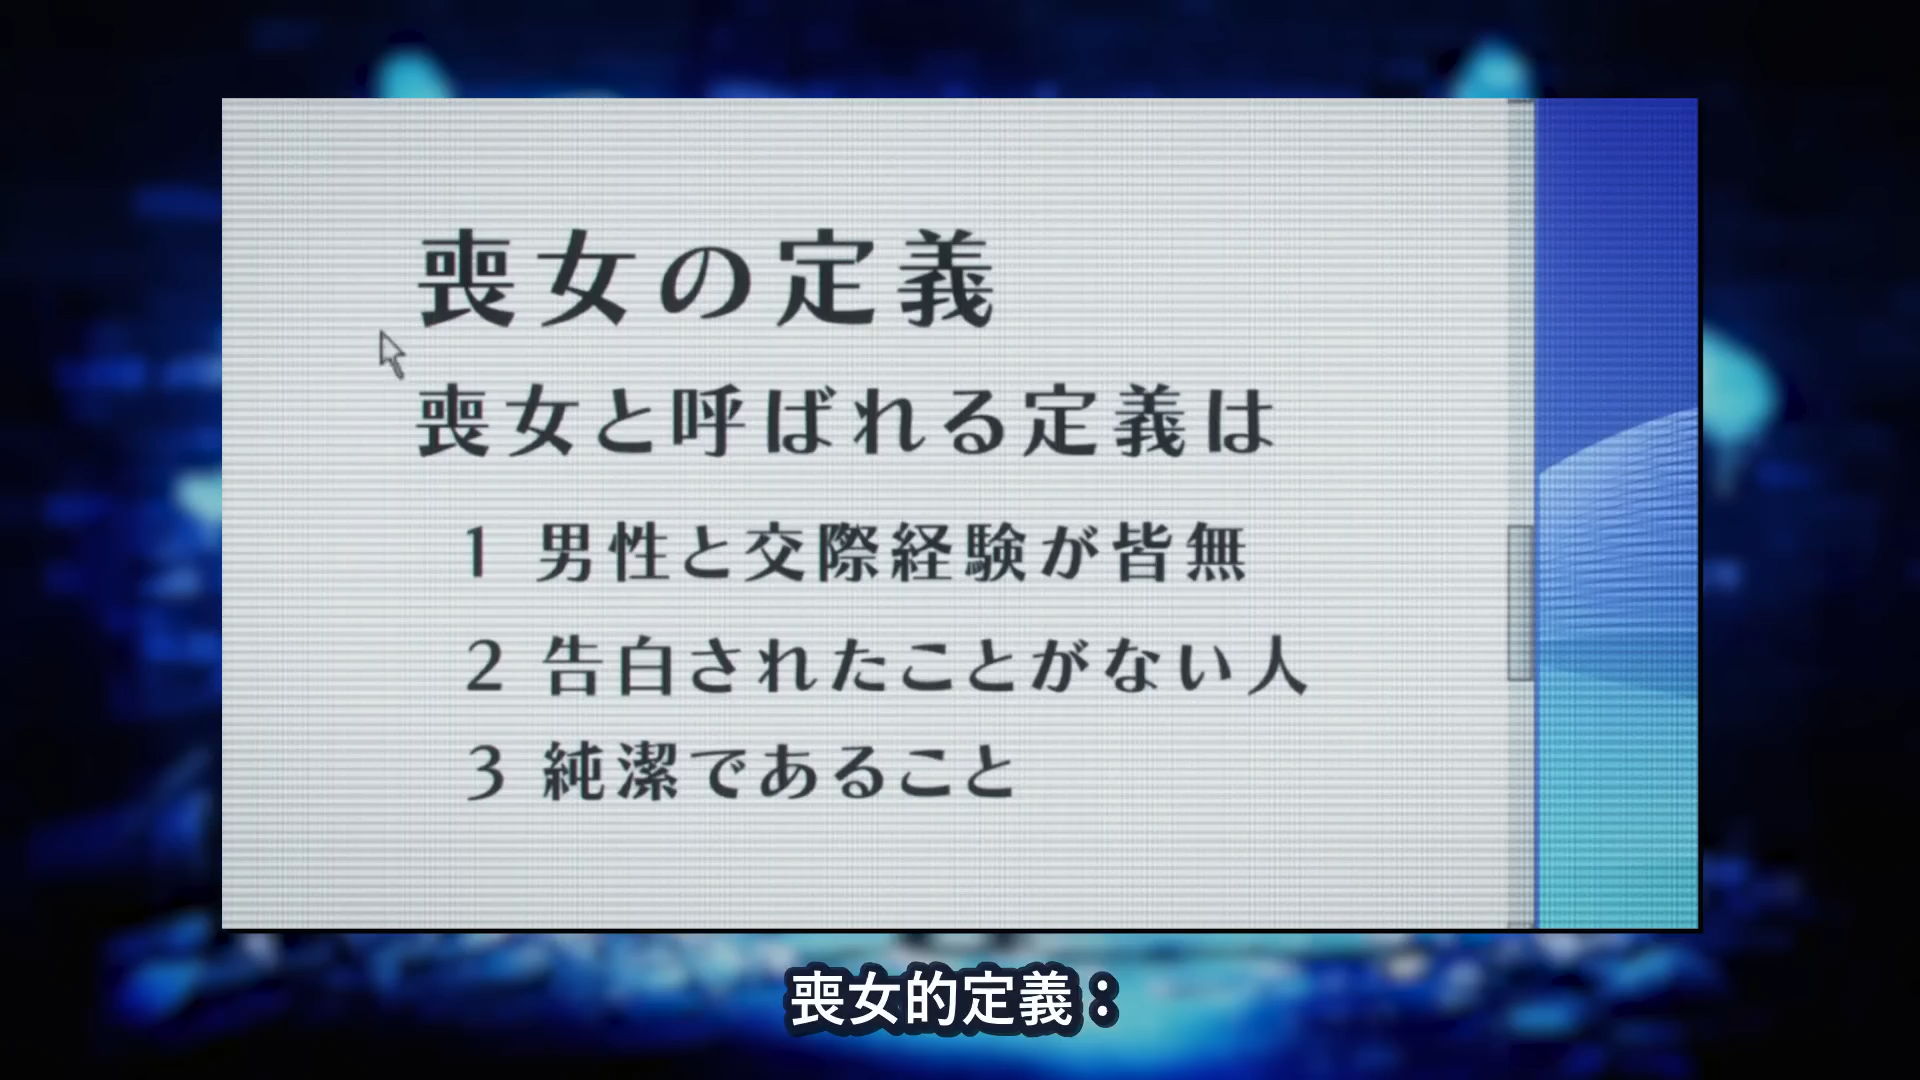 喪女の定義
喪女と呼ばれる定義は
1 男性と交際経験が皆無
2 告白されたことがない人
3 純潔であること
喪女的定義：